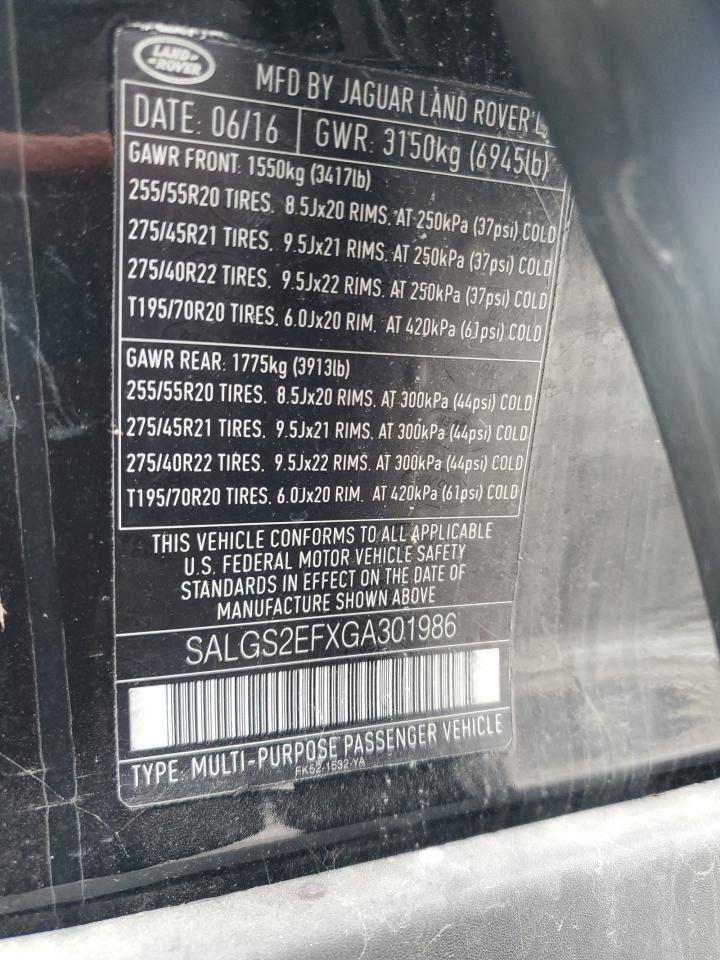 LAND
ROVER
MFD BY JAGUAR LAND ROVER
DATE: 06/16
GWR: 3150kg (6945lb)
GAWR FRONT: 1550kg (3417lb)
255/55R20 TIRES. 8.5Jx20 RIMS. AT 250kPa (37psi) COLD
275/45R21 TIRES. 9.5Jx21 RIMS. AT 250kPa (37psi) COLD
275/40R22 TIRES. 9.5Jx22 RIMS. AT 250kPa (37psi) COLD
T195/70R20 TIRES. 6.0Jx20 RIM. AT 420kPa (61psi) COLD
GAWR REAR: 1775kg (3913lb)
255/55R20 TIRES. 8.5Jx20 RIMS. AT 300kPa (44psi) COLD
275/45R21 TIRES. 9.5Jx21 RIMS. AT 300kPa (44psi) COLD
275/40R22 TIRES. 9.5Jx22 RIMS. AT 300kPa (44psi) COLD
T195/70R20 TIRES. 6.0Jx20 RIM. AT 420kPa (61psi) COLD
THIS VEHICLE CONFORMS TO ALL APPLICABLE
U.S. FEDERAL MOTOR VEHICLE SAFETY
STANDARDS IN EFFECT ON THE DATE OF
MANUFACTURE SHOWN ABOVE
SALGS2EFXGA301986
TYPE: MULTI-PURPOSE PASSENGER VEHICLE
FK52-1532-YA